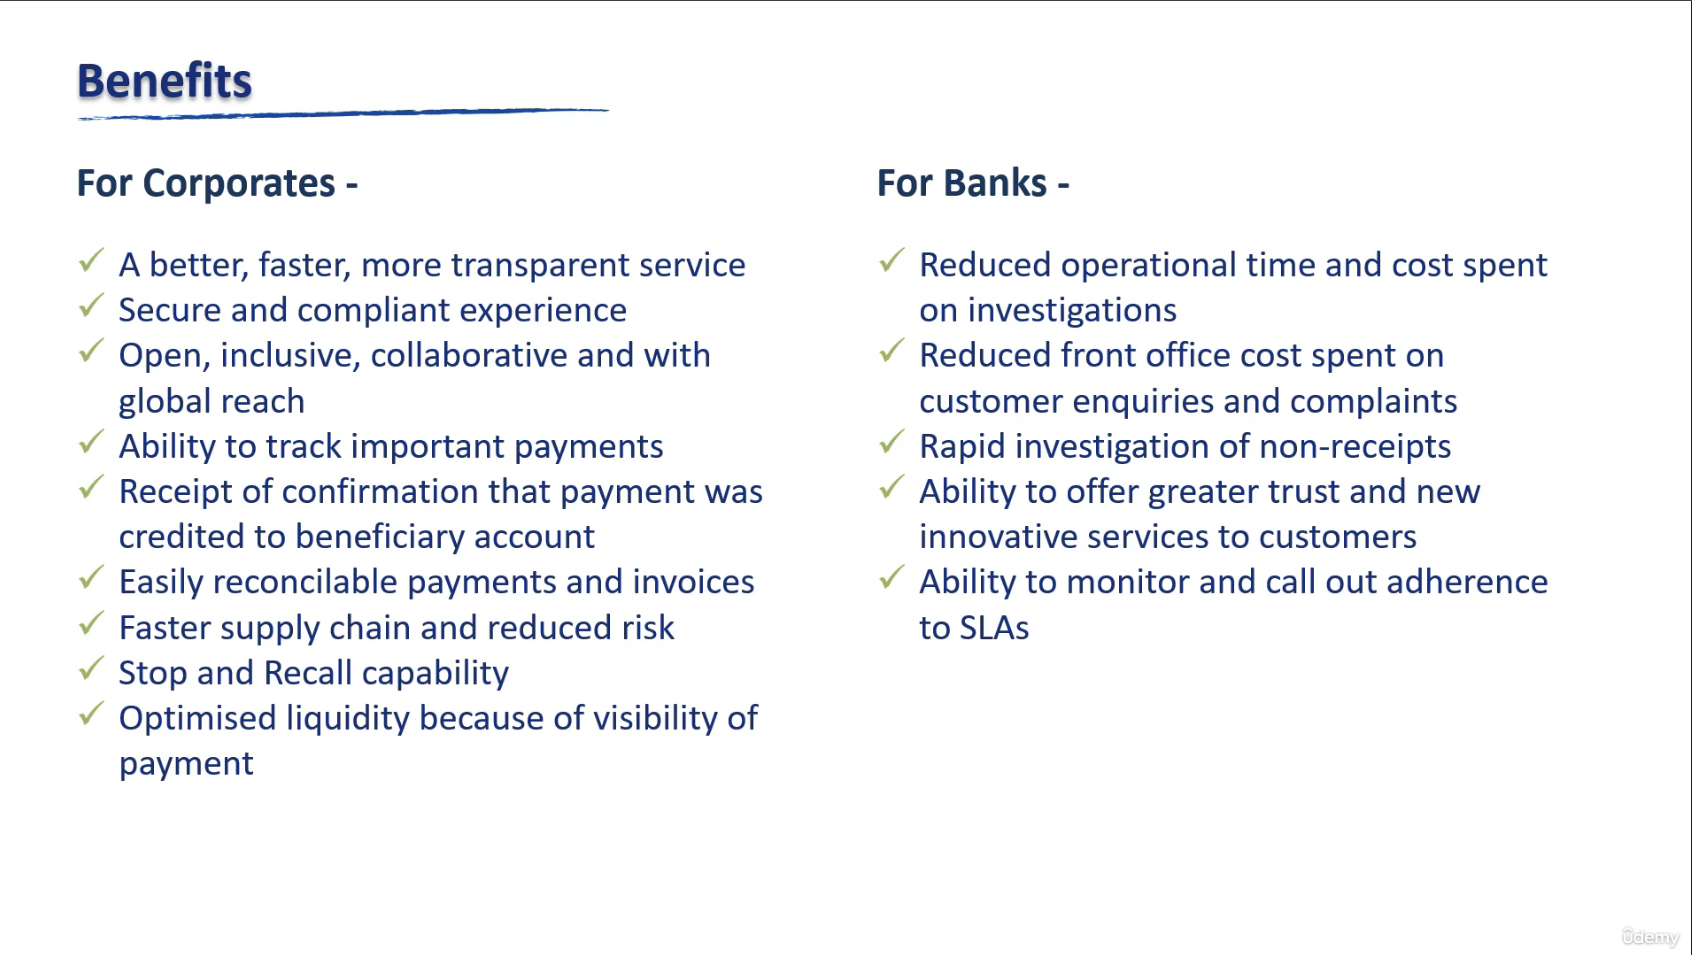 Benefits
For Corporates -
A better, faster, more transparent service
Secure and compliant experience
Open, inclusive, collaborative and with
global reach
Ability to track important payments
Receipt of confirmation that payment was
credited to beneficiary account
Easily reconcilable payments and invoices
Faster supply chain and reduced risk
Stop and Recall capability
Optimised liquidity because of visibility of
payment
For Banks -
Reduced operational time and cost spent
on investigations
Reduced front office cost spent on
customer enquiries and complaints
Rapid investigation of non-receipts
Ability to offer greater trust and new
innovative services to customers
Ability to monitor and call out adherence
to SLAs
ûdemy